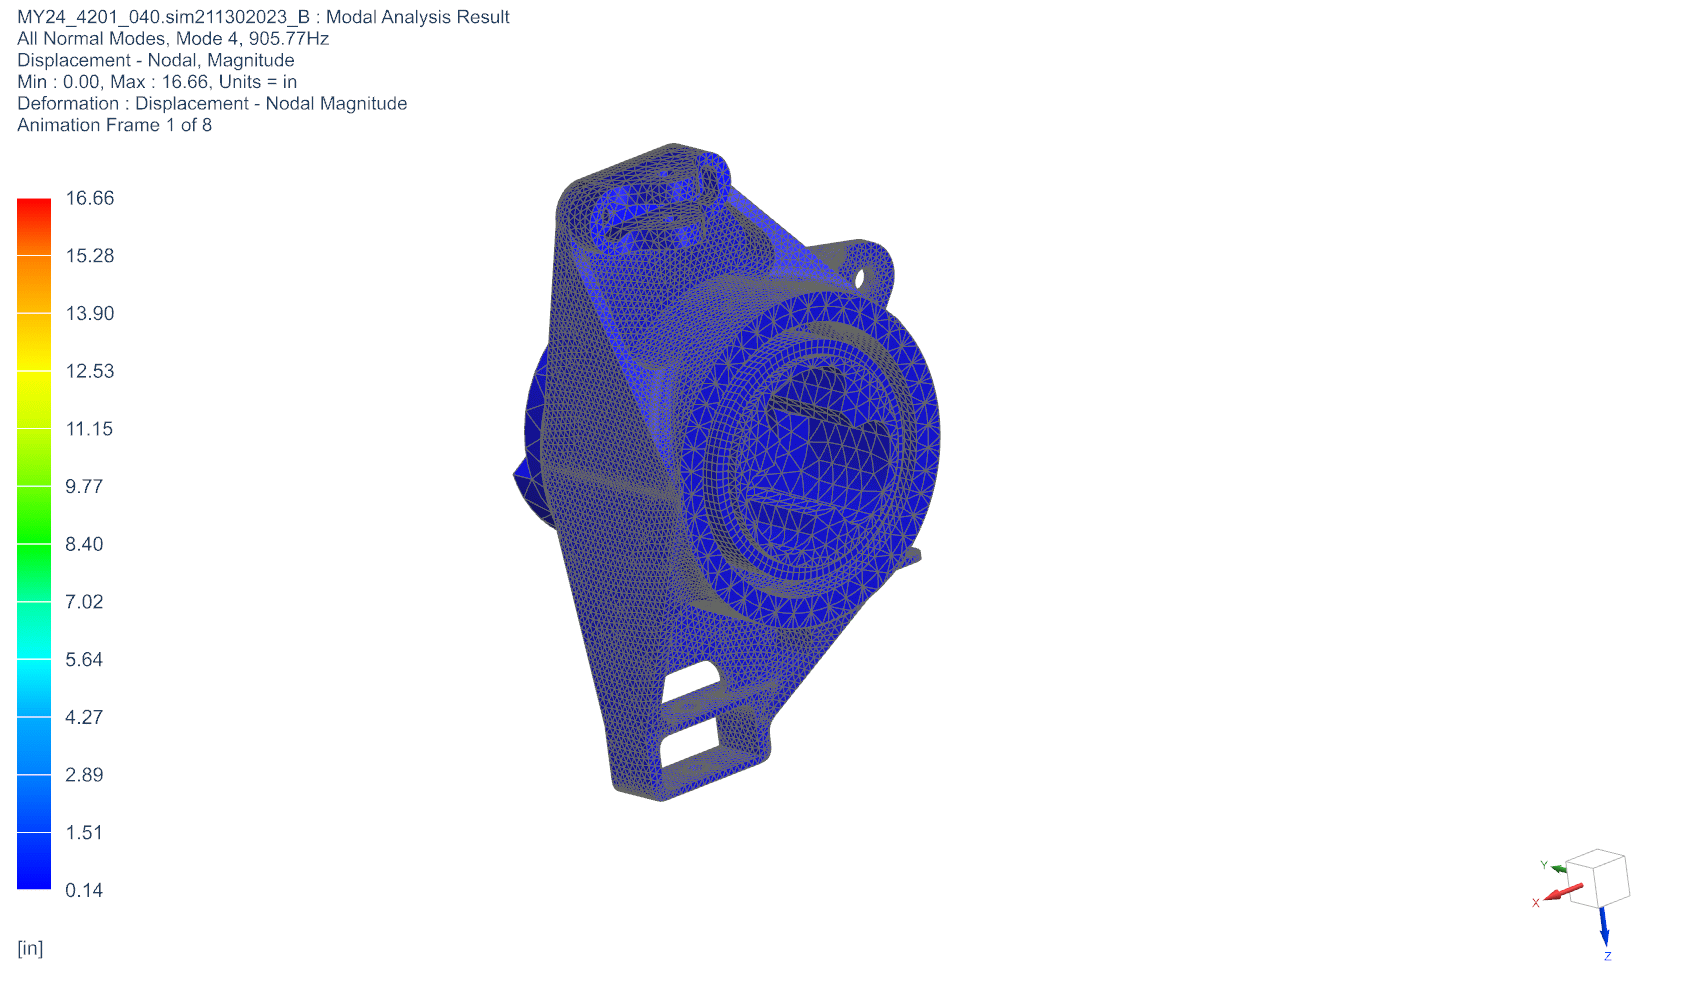 MY24_4201_040.sim211302023_B : Modal Analysis Result
All Normal Modes, Mode 4, 905.77Hz
Displacement - Nodal, Magnitude
Min : 0.00, Max : 16.66, Units = in
Deformation : Displacement - Nodal Magnitude
Animation Frame 1 of 8
16.66
15.28
13.90
12.53
11.15
9.77
8.40
7.02
5.64
4.27
2.89
1.51
0.14
[in]
Y
X
Z